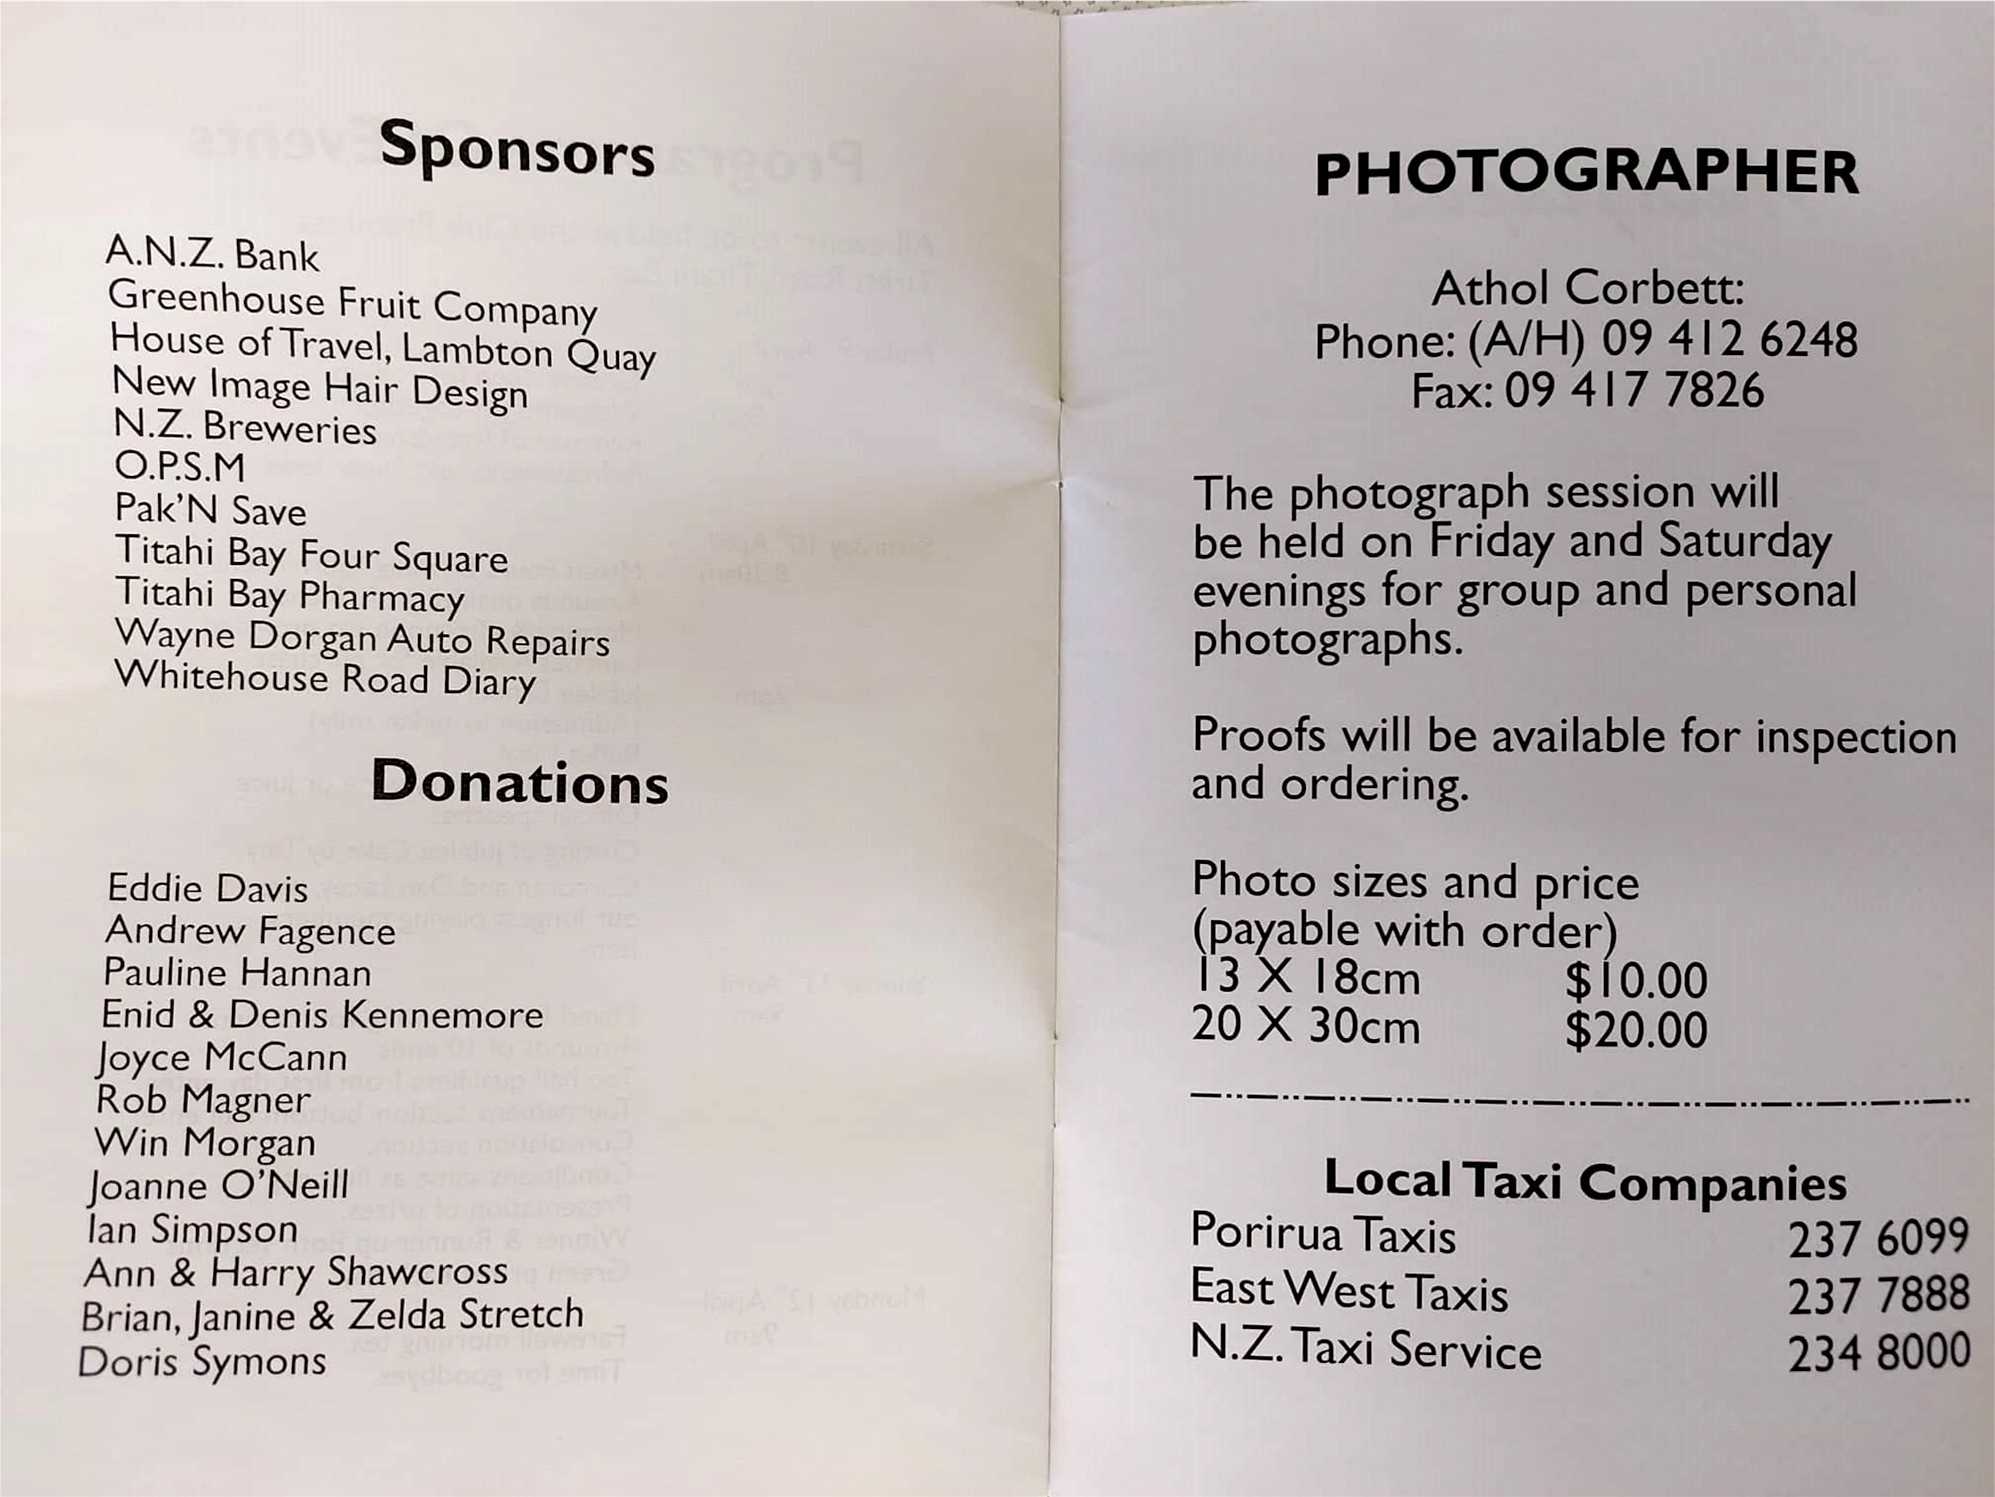 Sponsors
A.N.Z. Bank
Greenhouse Fruit Company
House of Travel, Lambton Quay
New Image Hair Design
N.Z. Breweries
O.P.S.M
Pak'N Save
Titahi Bay Four Square
Titahi Bay Pharmacy
Wayne Dorgan Auto Repairs
Whitehouse Road Diary
Donations
Eddie Davis
Andrew Fagence
Pauline Hannan
Enid & Denis Kennemore
Joyce McCann
Rob Magner
Win Morgan
Joanne O'Neill
Ian Simpson
Ann & Harry Shawcross
Brian, Janine & Zelda Stretch
Doris Symons
PHOTOGRAPHER
Athol Corbett:
Phone: (A/H) 09 412 6248
Fax: 09 417 7826
The photograph session will
be held on Friday and Saturday
evenings for group and personal
photographs.
Proofs will be available for inspection
and ordering.
Photo sizes and price
(payable with order)
13 X 18cm $10.00
20 X 30cm $20.00
Local Taxi Companies
Porirua Taxis 237 6099
East West Taxis 237 7888
N.Z. Taxi Service 234 8000